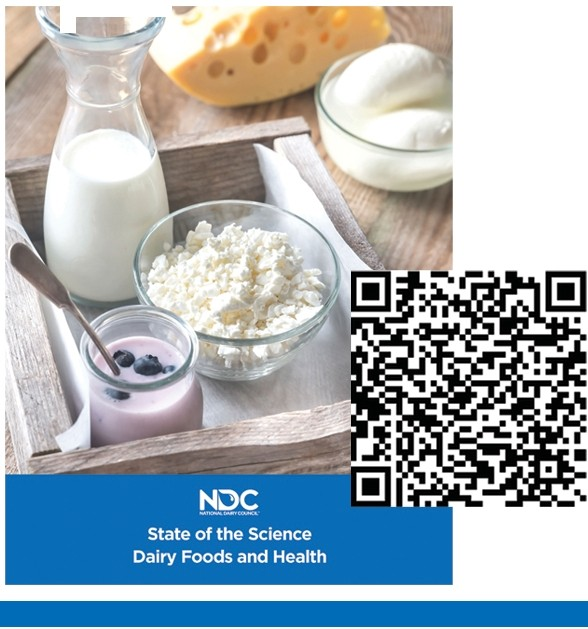 NDC
NATIONAL DAIRY COUNCIL
State of the Science
Dairy Foods and Health